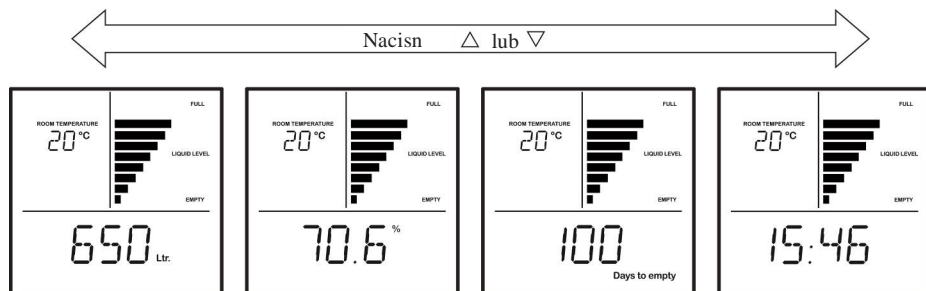 Nacisn △ lub ▽
FULL
ROOM TEMPERATURE
20 °C
LIQUID LEVEL
EMPTY
650 Ltr.
FULL
ROOM TEMPERATURE
20 °C
LIQUID LEVEL
EMPTY
70.6 %
FULL
ROOM TEMPERATURE
20 °C
LIQUID LEVEL
EMPTY
100
Days to empty
FULL
ROOM TEMPERATURE
20 °C
LIQUID LEVEL
EMPTY
15:46